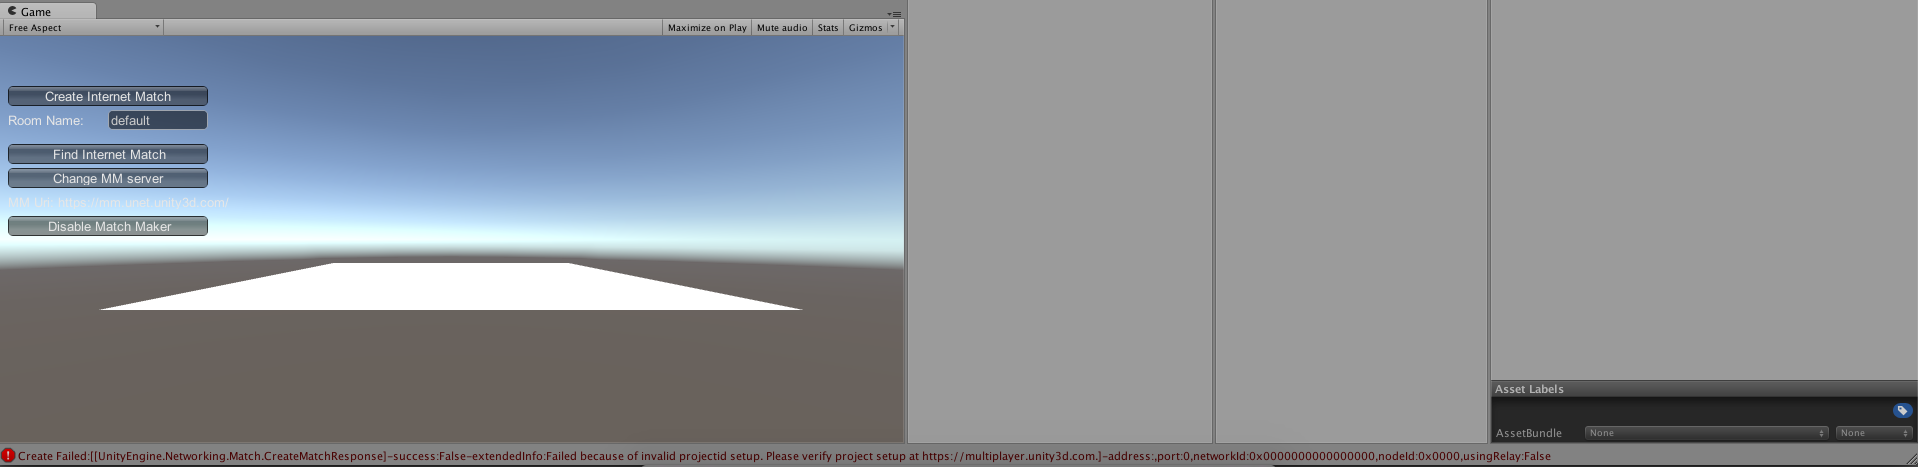 Game
Free Aspect Maximize on Play Mute audio Stats Gizmos
Create Internet Match
Room Name: default
Find Internet Match
Change MM server
MM Uri: https://mm.unet.unity3d.com/
Disable Match Maker
Asset Labels
AssetBundle None None
Create Failed:[[UnityEngine.Networking.Match.CreateMatchResponse]-success:False-extendedInfo:Failed because of invalid projectid setup. Please verify project setup at https://multiplayer.unity3d.com.]-address:,port:0,networkId:0x0000000000000000,nodeId:0x0000,usingRelay:False